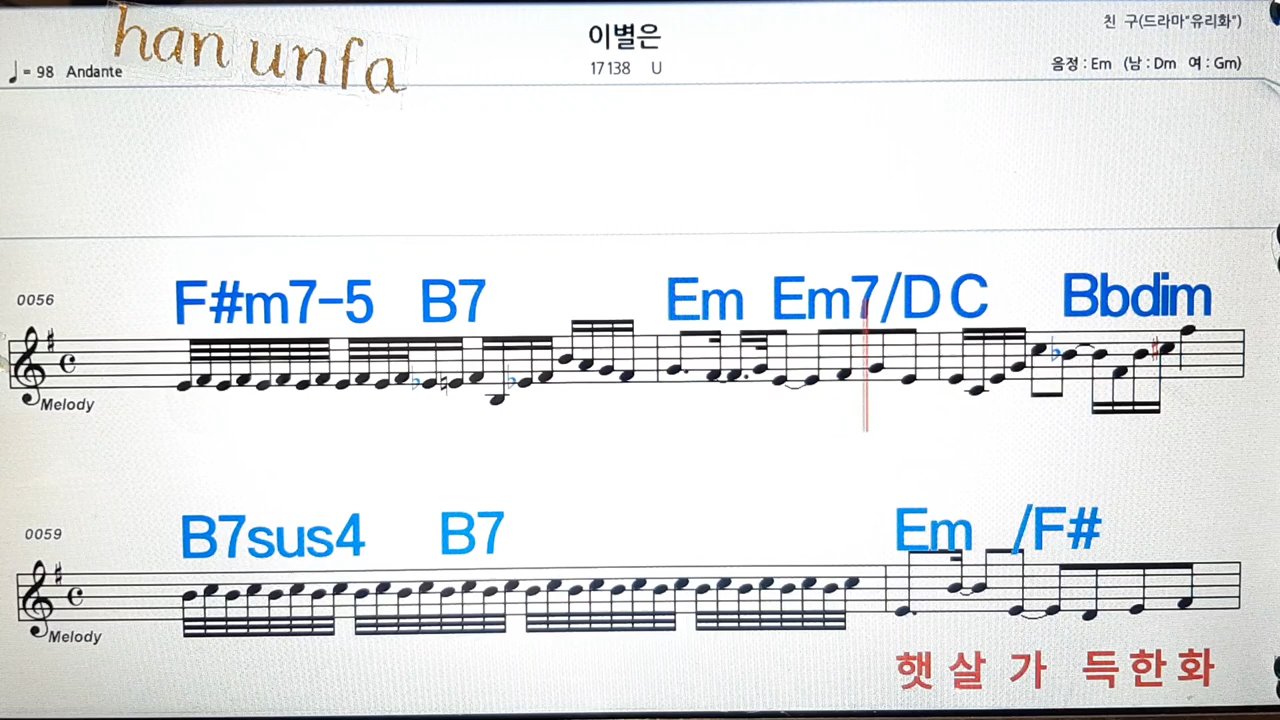 han unfa
이별은
친 구(드라마"유리화")
♩= 98 Andante
17138 U
음정 : Em (남 : Dm 여 : Gm)
F#m7-5 B7 Em Em7/D C Bbdim
0056
Melody
B7sus4 B7 Em /F#
0059
Melody
햇 살 가 득 한 화